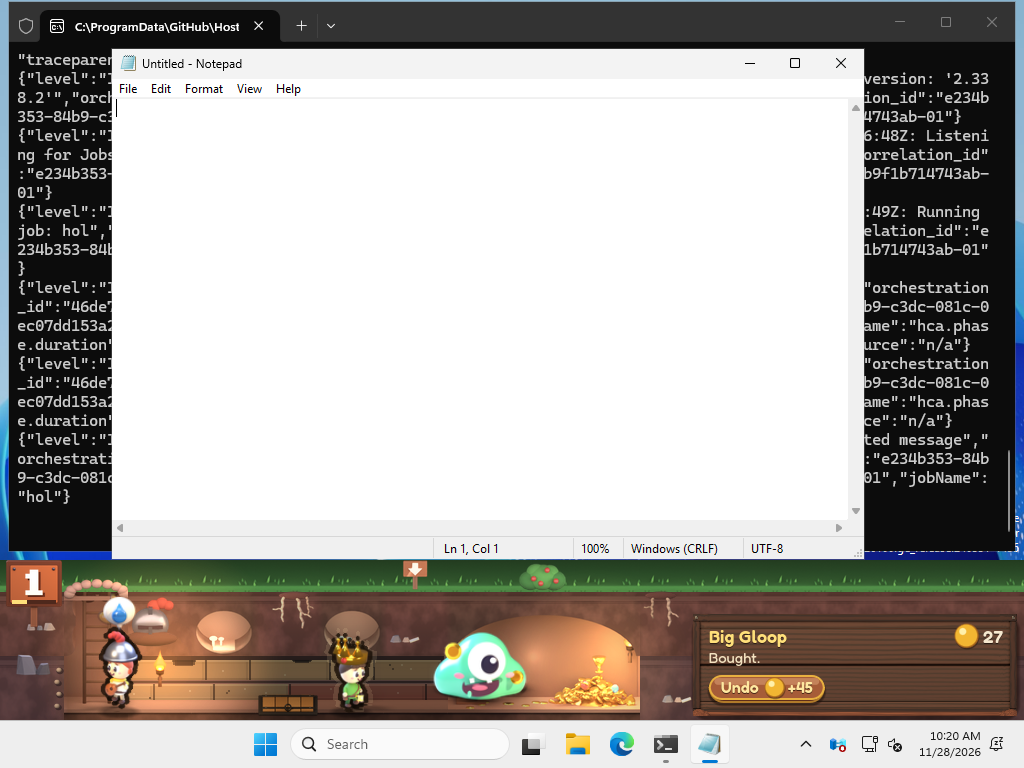 C:\ProgramData\GitHub\Host
Untitled - Notepad
File Edit Format View Help
"traceparen
{"level":"I version: '2.33
8.2'","orch ion_id":"e234b
353-84b9-c3 4743ab-01"}
{"level":"I 6:48Z: Listeni
ng for Jobs orrelation_id"
:"e234b353- b9f1b714743ab-
01"}
{"level":"I :49Z: Running
job: hol"," elation_id":"e
234b353-84b 1b714743ab-01"
}
{"level":"I "orchestration
_id":"46de7 b9-c3dc-081c-0
ec07dd153a2 ame":"hca.phas
e.duration" urce":"n/a"}
{"level":"I "orchestration
_id":"46de7 b9-c3dc-081c-0
ec07dd153a2 ame":"hca.phas
e.duration" ce":"n/a"}
{"level":"I ted message","
orchestrati :"e234b353-84b
9-c3dc-081c 01","jobName":
"hol"}
Ln 1, Col 1 100% Windows (CRLF) UTF-8
1
Big Gloop 27
Bought.
Undo +45
Search
10:20 AM
11/28/2026